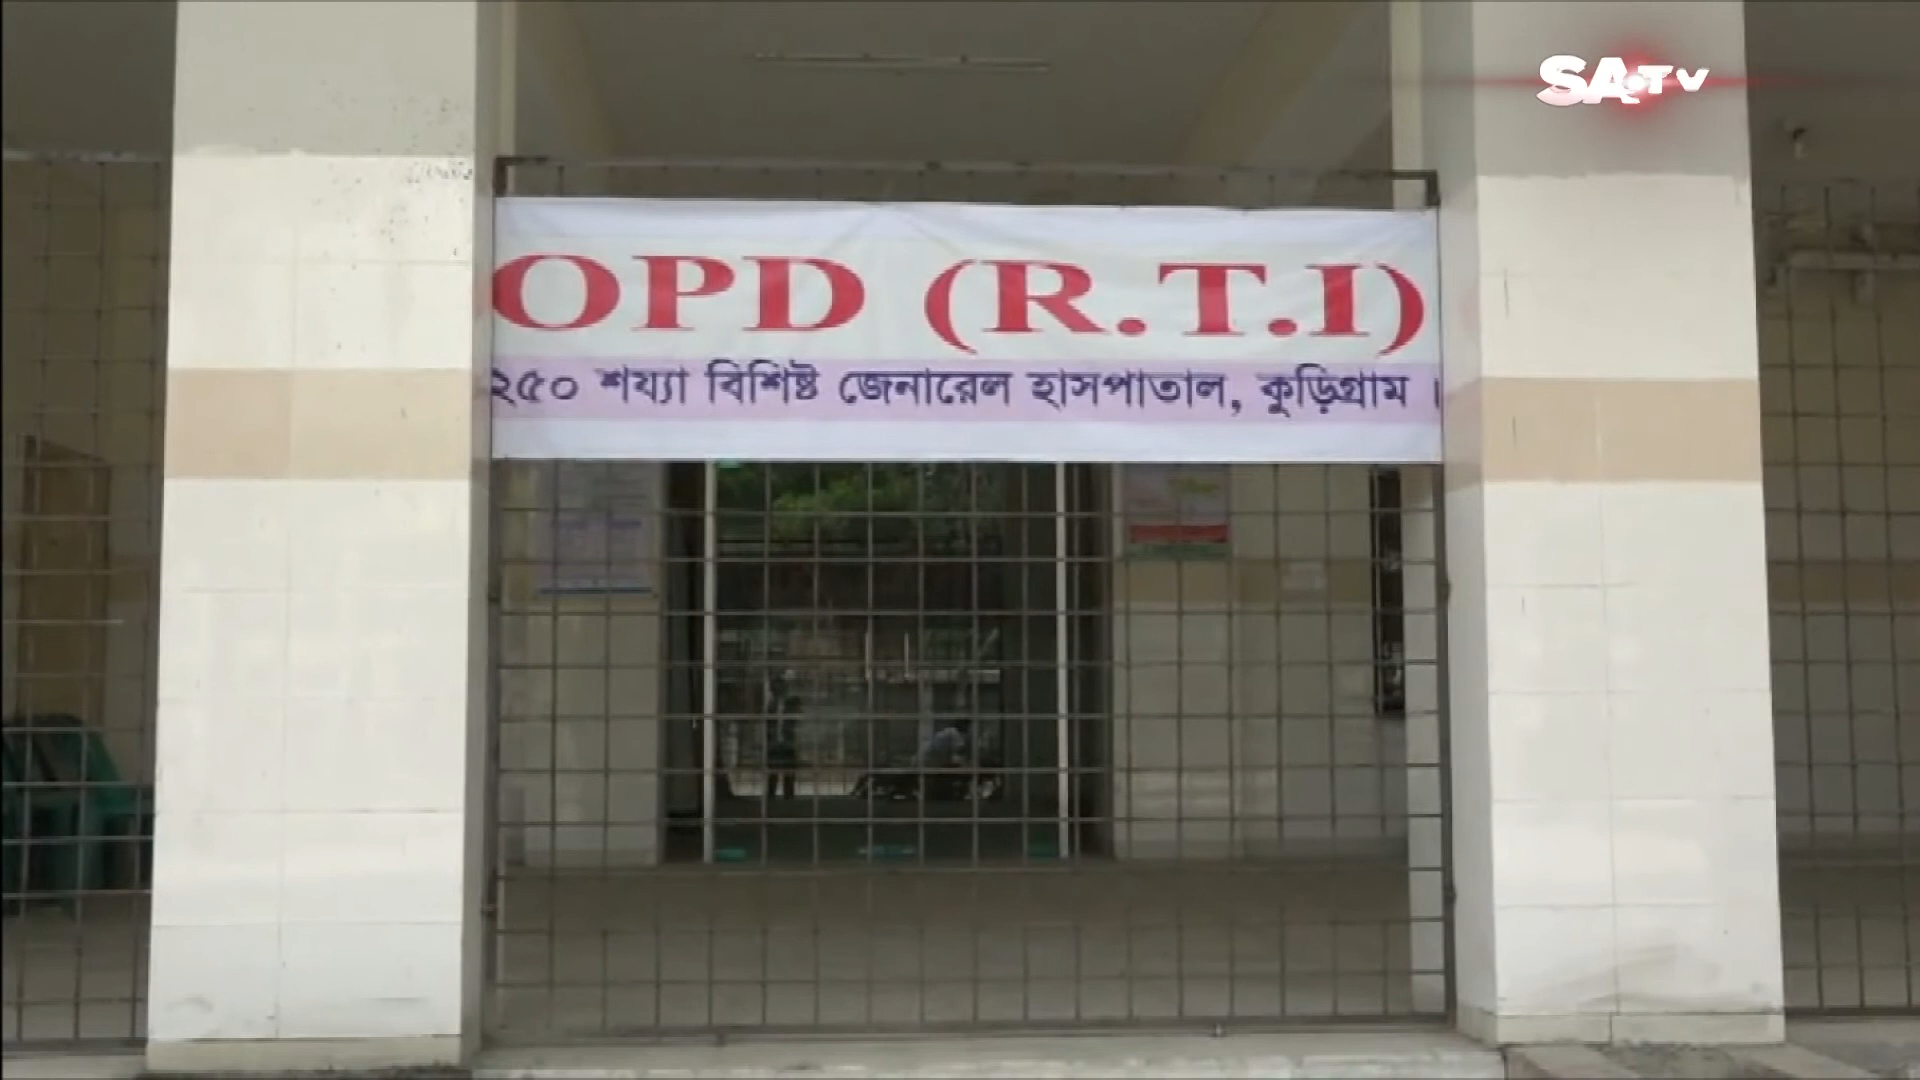 SATV
OPD (R.T.I)
২৫০ শয্যা বিশিষ্ট জেনারেল হাসপাতাল, কুড়িগ্রাম ।